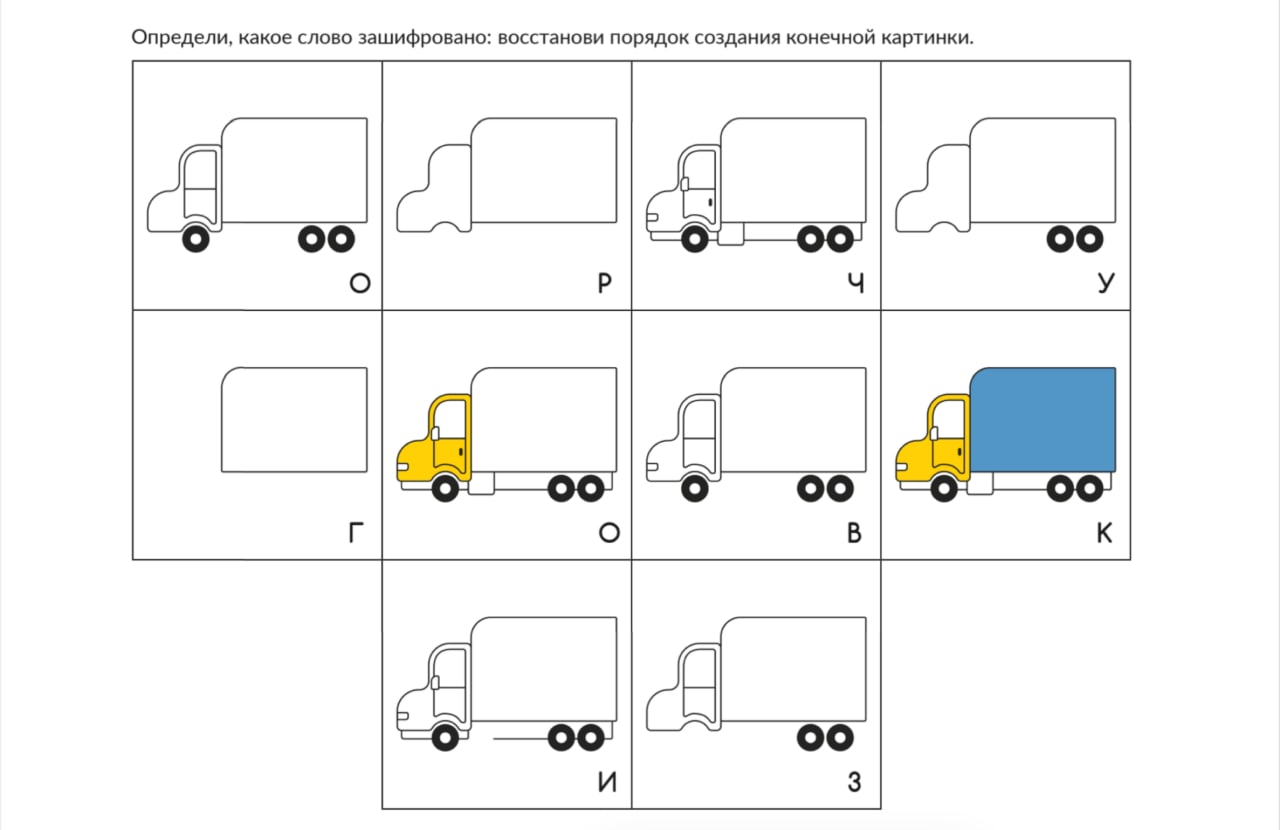 Определи, какое слово зашифровано: восстанови порядок создания конечной картинки.
О Р Ч У
Г О В К
И З